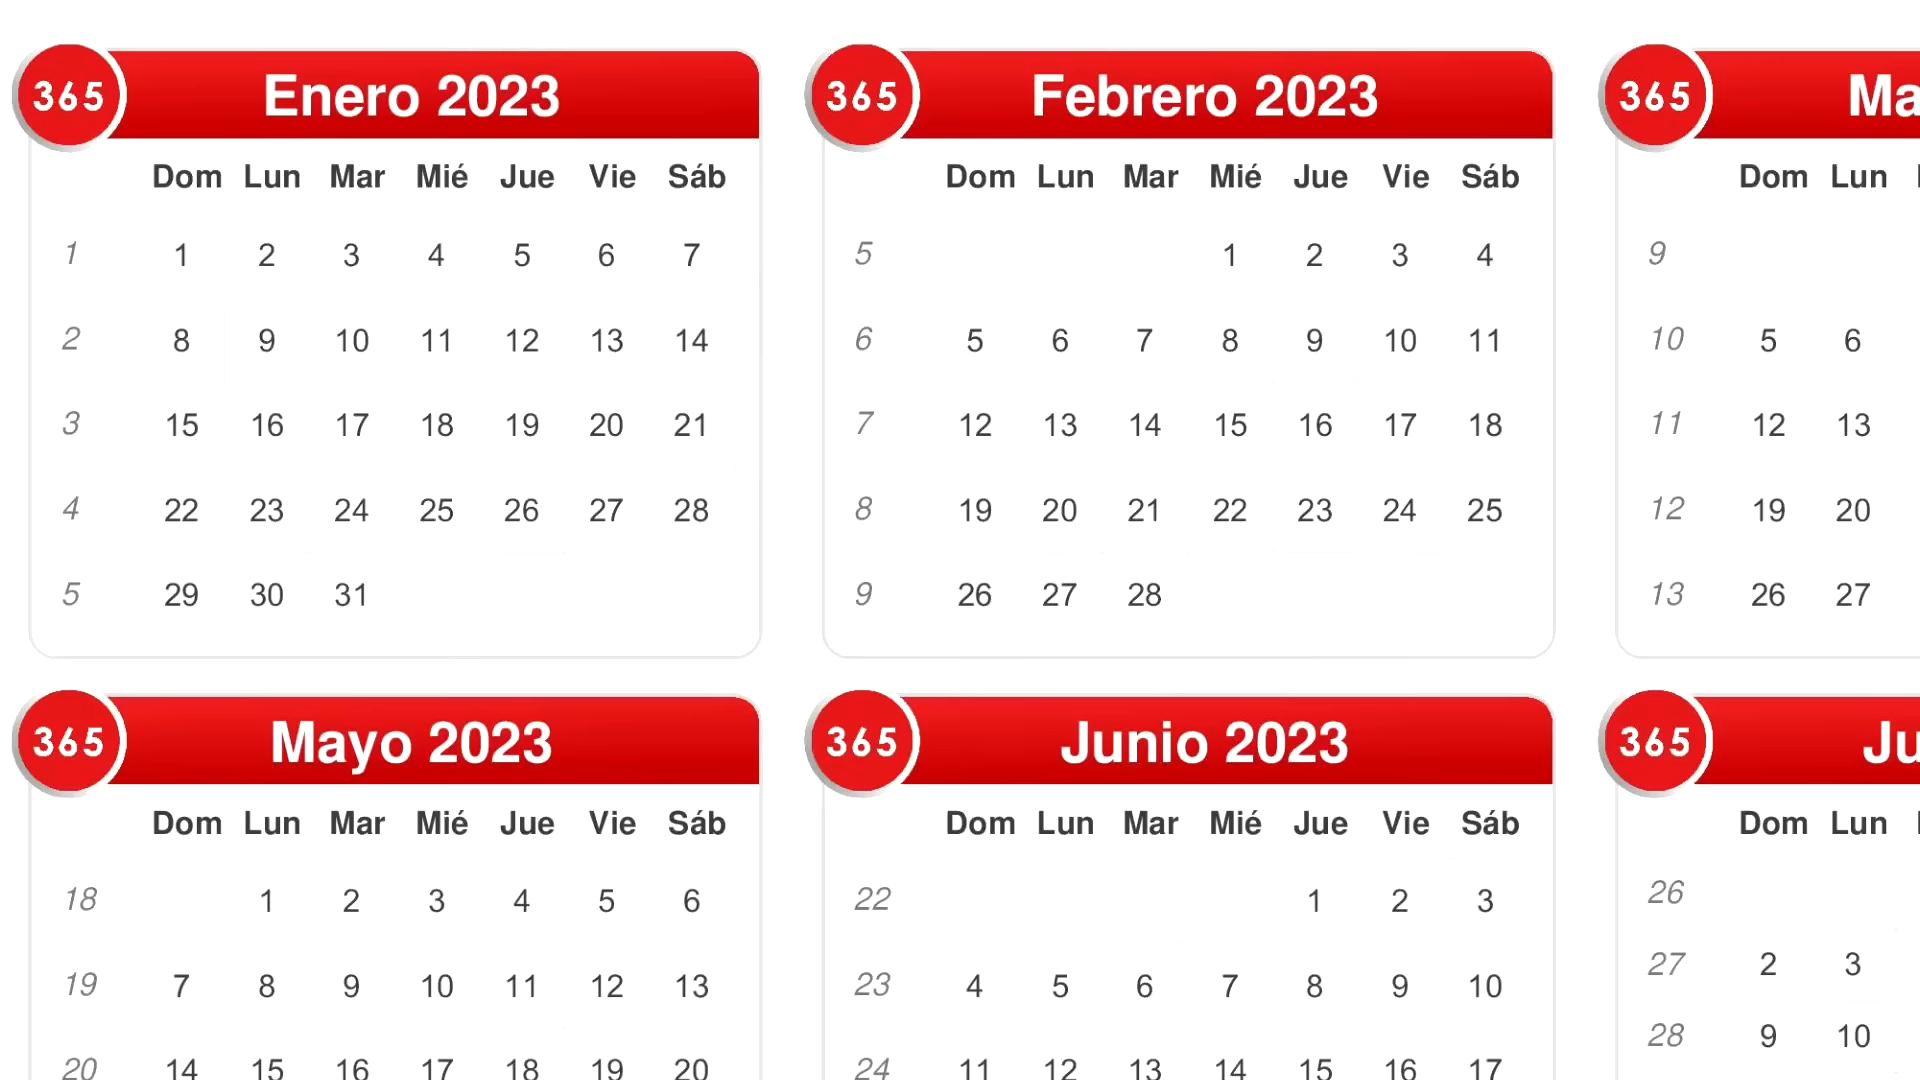 365 Enero 2023
Dom Lun Mar Mié Jue Vie Sáb
1 1 2 3 4 5 6 7
2 8 9 10 11 12 13 14
3 15 16 17 18 19 20 21
4 22 23 24 25 26 27 28
5 29 30 31
365 Febrero 2023
Dom Lun Mar Mié Jue Vie Sáb
5 1 2 3 4
6 5 6 7 8 9 10 11
7 12 13 14 15 16 17 18
8 19 20 21 22 23 24 25
9 26 27 28
365 Ma
Dom Lun
9
10 5 6
11 12 13
12 19 20
13 26 27
365 Mayo 2023
Dom Lun Mar Mié Jue Vie Sáb
18 1 2 3 4 5 6
19 7 8 9 10 11 12 13
20 14 15 16 17 18 19 20
365 Junio 2023
Dom Lun Mar Mié Jue Vie Sáb
22 1 2 3
23 4 5 6 7 8 9 10
24 11 12 13 14 15 16 17
365 Ju
Dom Lun
26
27 2 3
28 9 10